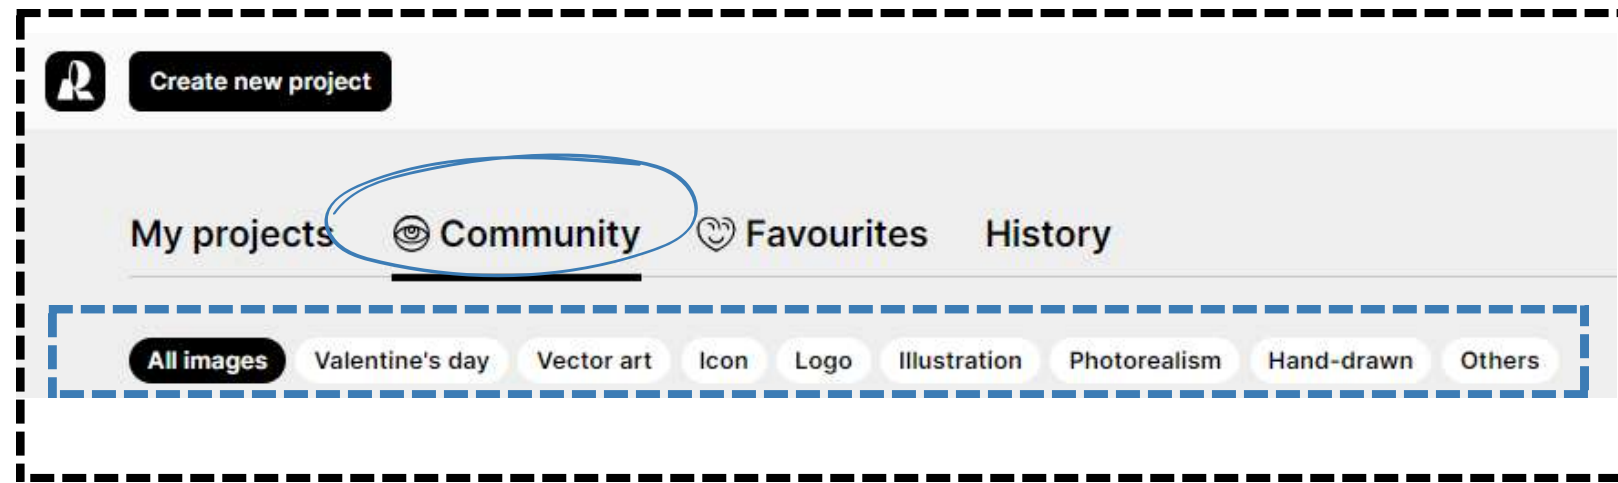 Create new project
My projects Community Favourites History
All images Valentine's day Vector art Icon Logo Illustration Photorealism Hand-drawn Others